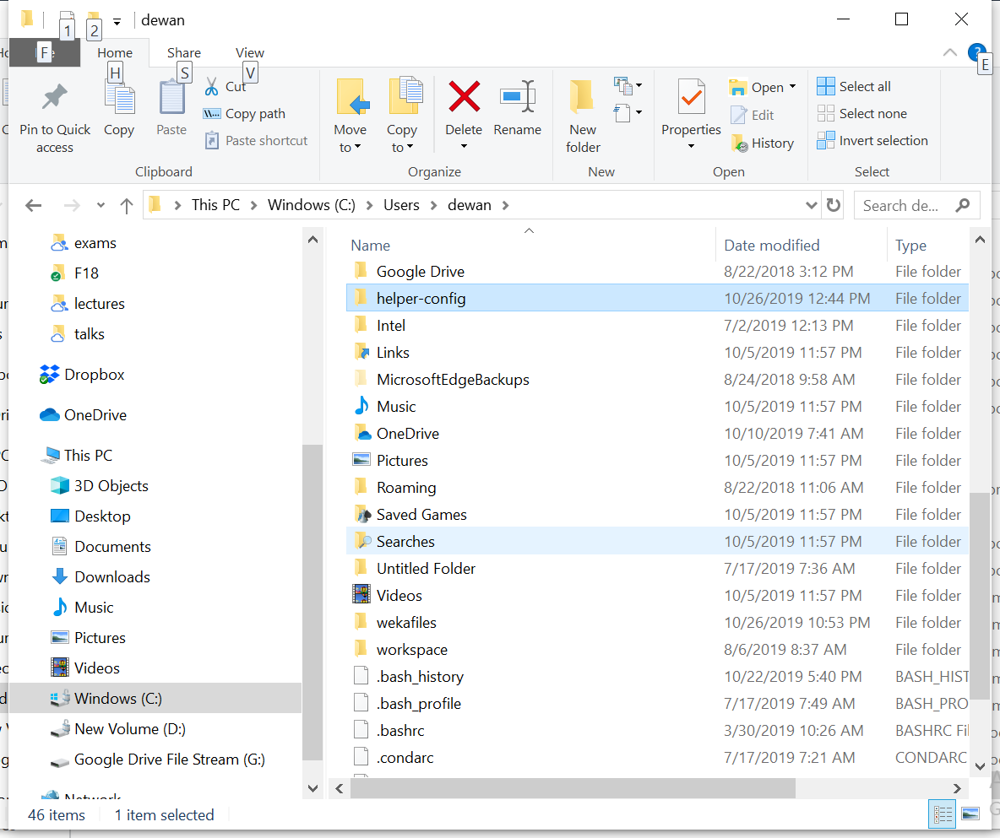 1 2 dewan
F Home Share View
H S V E
Pin to Quick access
Copy
Paste
Cut
Copy path
Paste shortcut
Clipboard
Move to
Copy to
Delete
Rename
Organize
New folder
New
Properties
Open
Edit
History
Open
Select all
Select none
Invert selection
Select
This PC > Windows (C:) > Users > dewan >
Search de...
exams
F18
lectures
talks
Dropbox
OneDrive
This PC
3D Objects
Desktop
Documents
Downloads
Music
Pictures
Videos
Windows (C:)
New Volume (D:)
Google Drive File Stream (G:)
Network
Name Date modified Type
Google Drive 8/22/2018 3:12 PM File folder
helper-config 10/26/2019 12:44 PM File folder
Intel 7/2/2019 12:13 PM File folder
Links 10/5/2019 11:57 PM File folder
MicrosoftEdgeBackups 8/24/2018 9:58 AM File folder
Music 10/5/2019 11:57 PM File folder
OneDrive 10/10/2019 7:41 AM File folder
Pictures 10/5/2019 11:57 PM File folder
Roaming 8/22/2018 11:06 AM File folder
Saved Games 10/5/2019 11:57 PM File folder
Searches 10/5/2019 11:57 PM File folder
Untitled Folder 7/17/2019 7:36 AM File folder
Videos 10/5/2019 11:57 PM File folder
wekafiles 10/26/2019 10:53 PM File folder
workspace 8/6/2019 8:37 AM File folder
.bash_history 10/22/2019 5:40 PM BASH_HIST
.bash_profile 7/17/2019 7:49 AM BASH_PRO
.bashrc 3/30/2019 10:26 AM BASHRC Fil
.condarc 7/17/2019 7:21 AM CONDARC
46 items 1 item selected